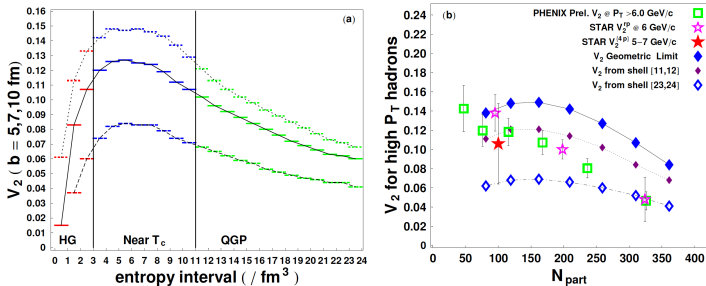 (a)
V2 ( b = 5,7,10 fm)
0.16
0.15
0.14
0.13
0.12
0.11
0.10
0.09
0.08
0.07
0.06
0.05
0.04
0.03
0.02
0.01
0.00
HG Near Tc QGP
0 1 2 3 4 5 6 7 8 9 10 11 12 13 14 15 16 17 18 19 20 21 22 23 24
entropy interval ( / fm³ )
(b)
PHENIX Prel. V2 @ PT >6.0 GeV/c
STAR V2^rp @ 6 GeV/c
STAR V2^{4p} 5−7 GeV/c
V2 Geometric Limit
V2 from shell [11,12]
V2 from shell [23,24]
V2 for high PT hadrons
0.24
0.22
0.20
0.18
0.16
0.14
0.12
0.10
0.08
0.06
0.04
0.02
0.00
0 50 100 150 200 250 300 350 400
Npart